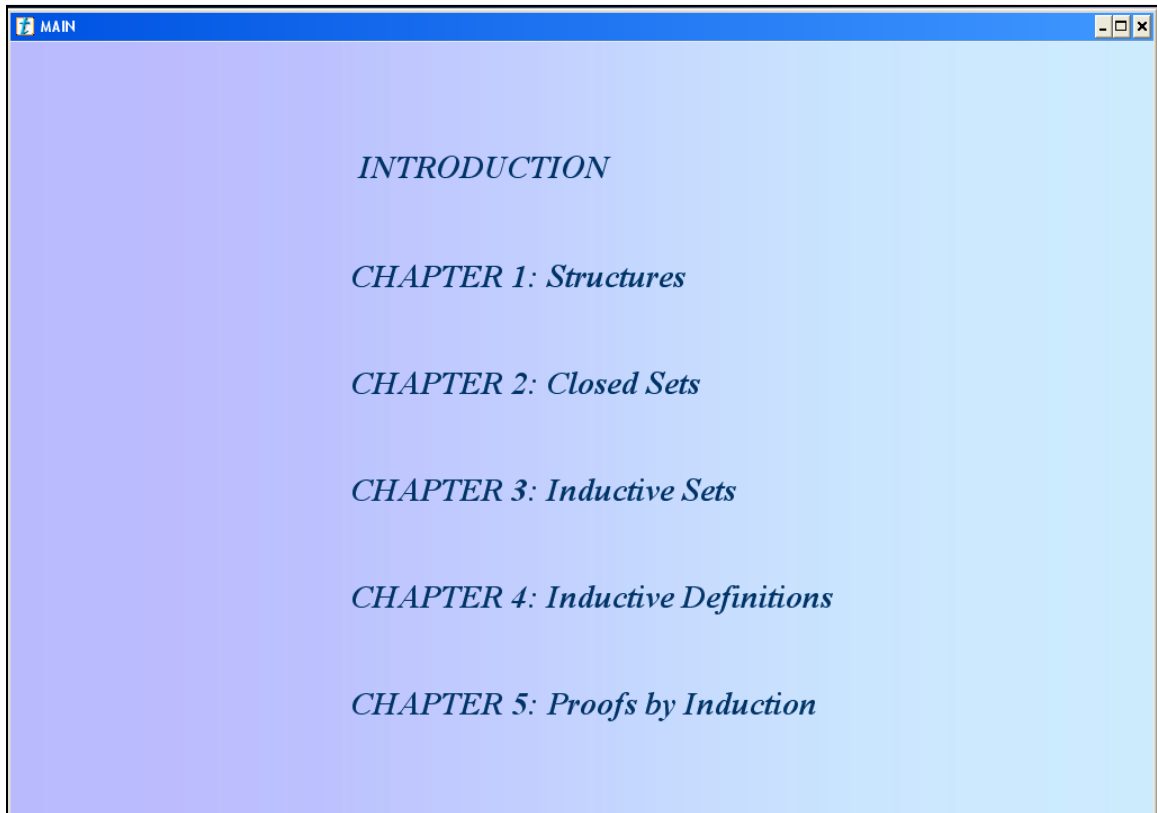 MAIN
INTRODUCTION
CHAPTER 1: Structures
CHAPTER 2: Closed Sets
CHAPTER 3: Inductive Sets
CHAPTER 4: Inductive Definitions
CHAPTER 5: Proofs by Induction